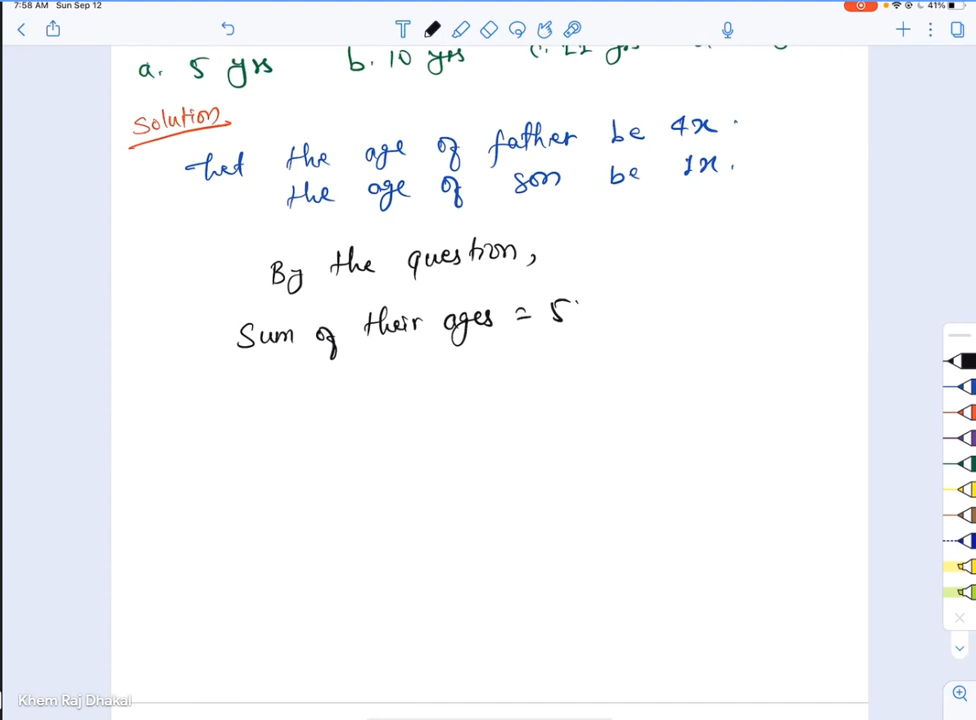 7:58 AM Sun Sep 12
41%
T
a. 5 yrs b. 10 yrs
Solution
Let the age of father be 4x.
the age of son be 1x.
By the question,
Sum of their ages = 5
Khem Raj Dhakal